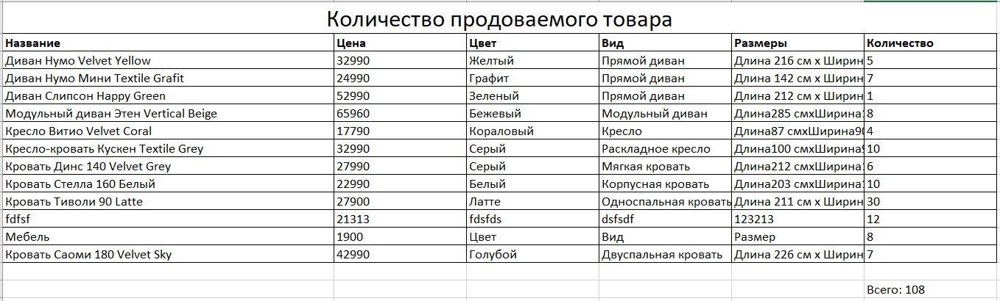 Количество продоваемого товара
Название Цена Цвет Вид Размеры Количество
Диван Нумо Velvet Yellow 32990 Желтый Прямой диван Длина 216 см х Ширин 5
Диван Нумо Мини Textile Grafit 24990 Графит Прямой диван Длина 142 см х Ширин 7
Диван Слипсон Happy Green 52990 Зеленый Прямой диван Длина 212 см х Ширин 1
Модульный диван Этен Vertical Beige 65960 Бежевый Модульный диван Длина285 смхШирина 8
Кресло Витио Velvet Coral 17790 Кораловый Кресло Длина87 смхШирина90 4
Кресло-кровать Кускен Textile Grey 32990 Серый Раскладное кресло Длина100 смхШирина 10
Кровать Динс 140 Velvet Grey 27990 Серый Мягкая кровать Длина212 смхШирина 6
Кровать Стелла 160 Белый 22990 Белый Корпусная кровать Длина203 смхШирина 10
Кровать Тиволи 90 Latte 27900 Латте Односпальная кровать Длина 211 см х Ширин 30
fdfsf 21313 fdsfds dsfsdf 123213 12
Мебель 1900 Цвет Вид Размер 8
Кровать Саоми 180 Velvet Sky 42990 Голубой Двуспальная кровать Длина 226 см х Ширин 7
Всего: 108